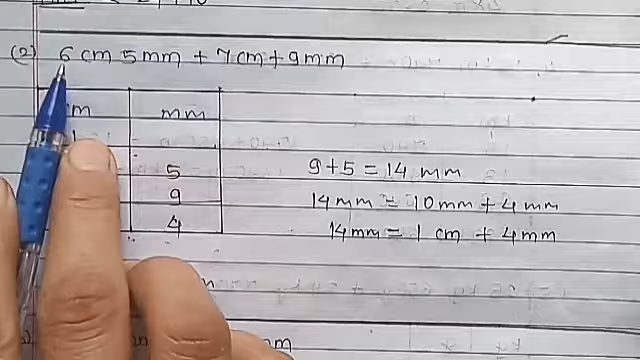 (2) 6 cm 5 mm + 7 cm + 9 mm
mm
5 9+5 = 14 mm
9 14 mm = 10 mm + 4 mm
4 14 mm = 1 cm + 4 mm